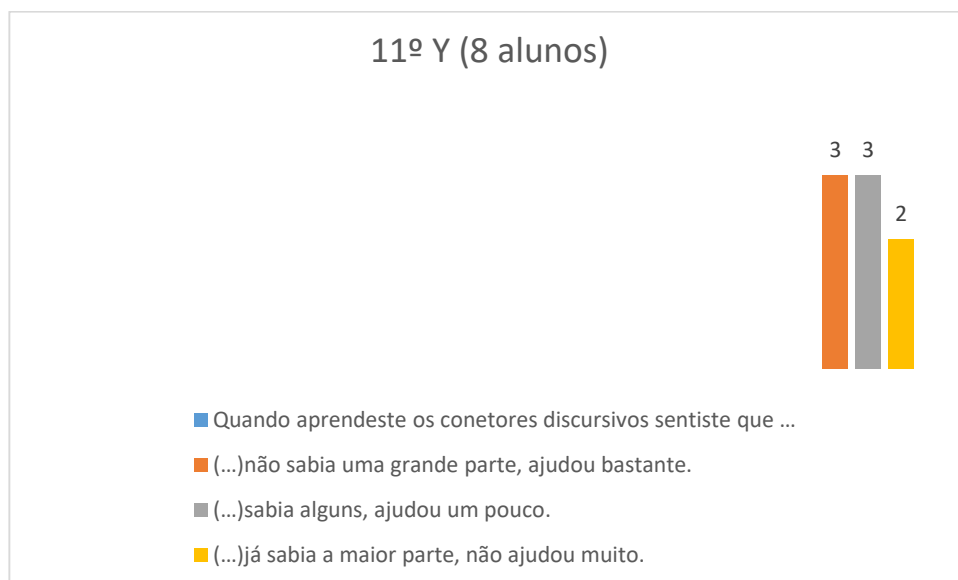 11º Y (8 alunos)
3 3
2
Quando aprendeste os conetores discursivos sentiste que ...
(...)não sabia uma grande parte, ajudou bastante.
(...)sabia alguns, ajudou um pouco.
(...)já sabia a maior parte, não ajudou muito.